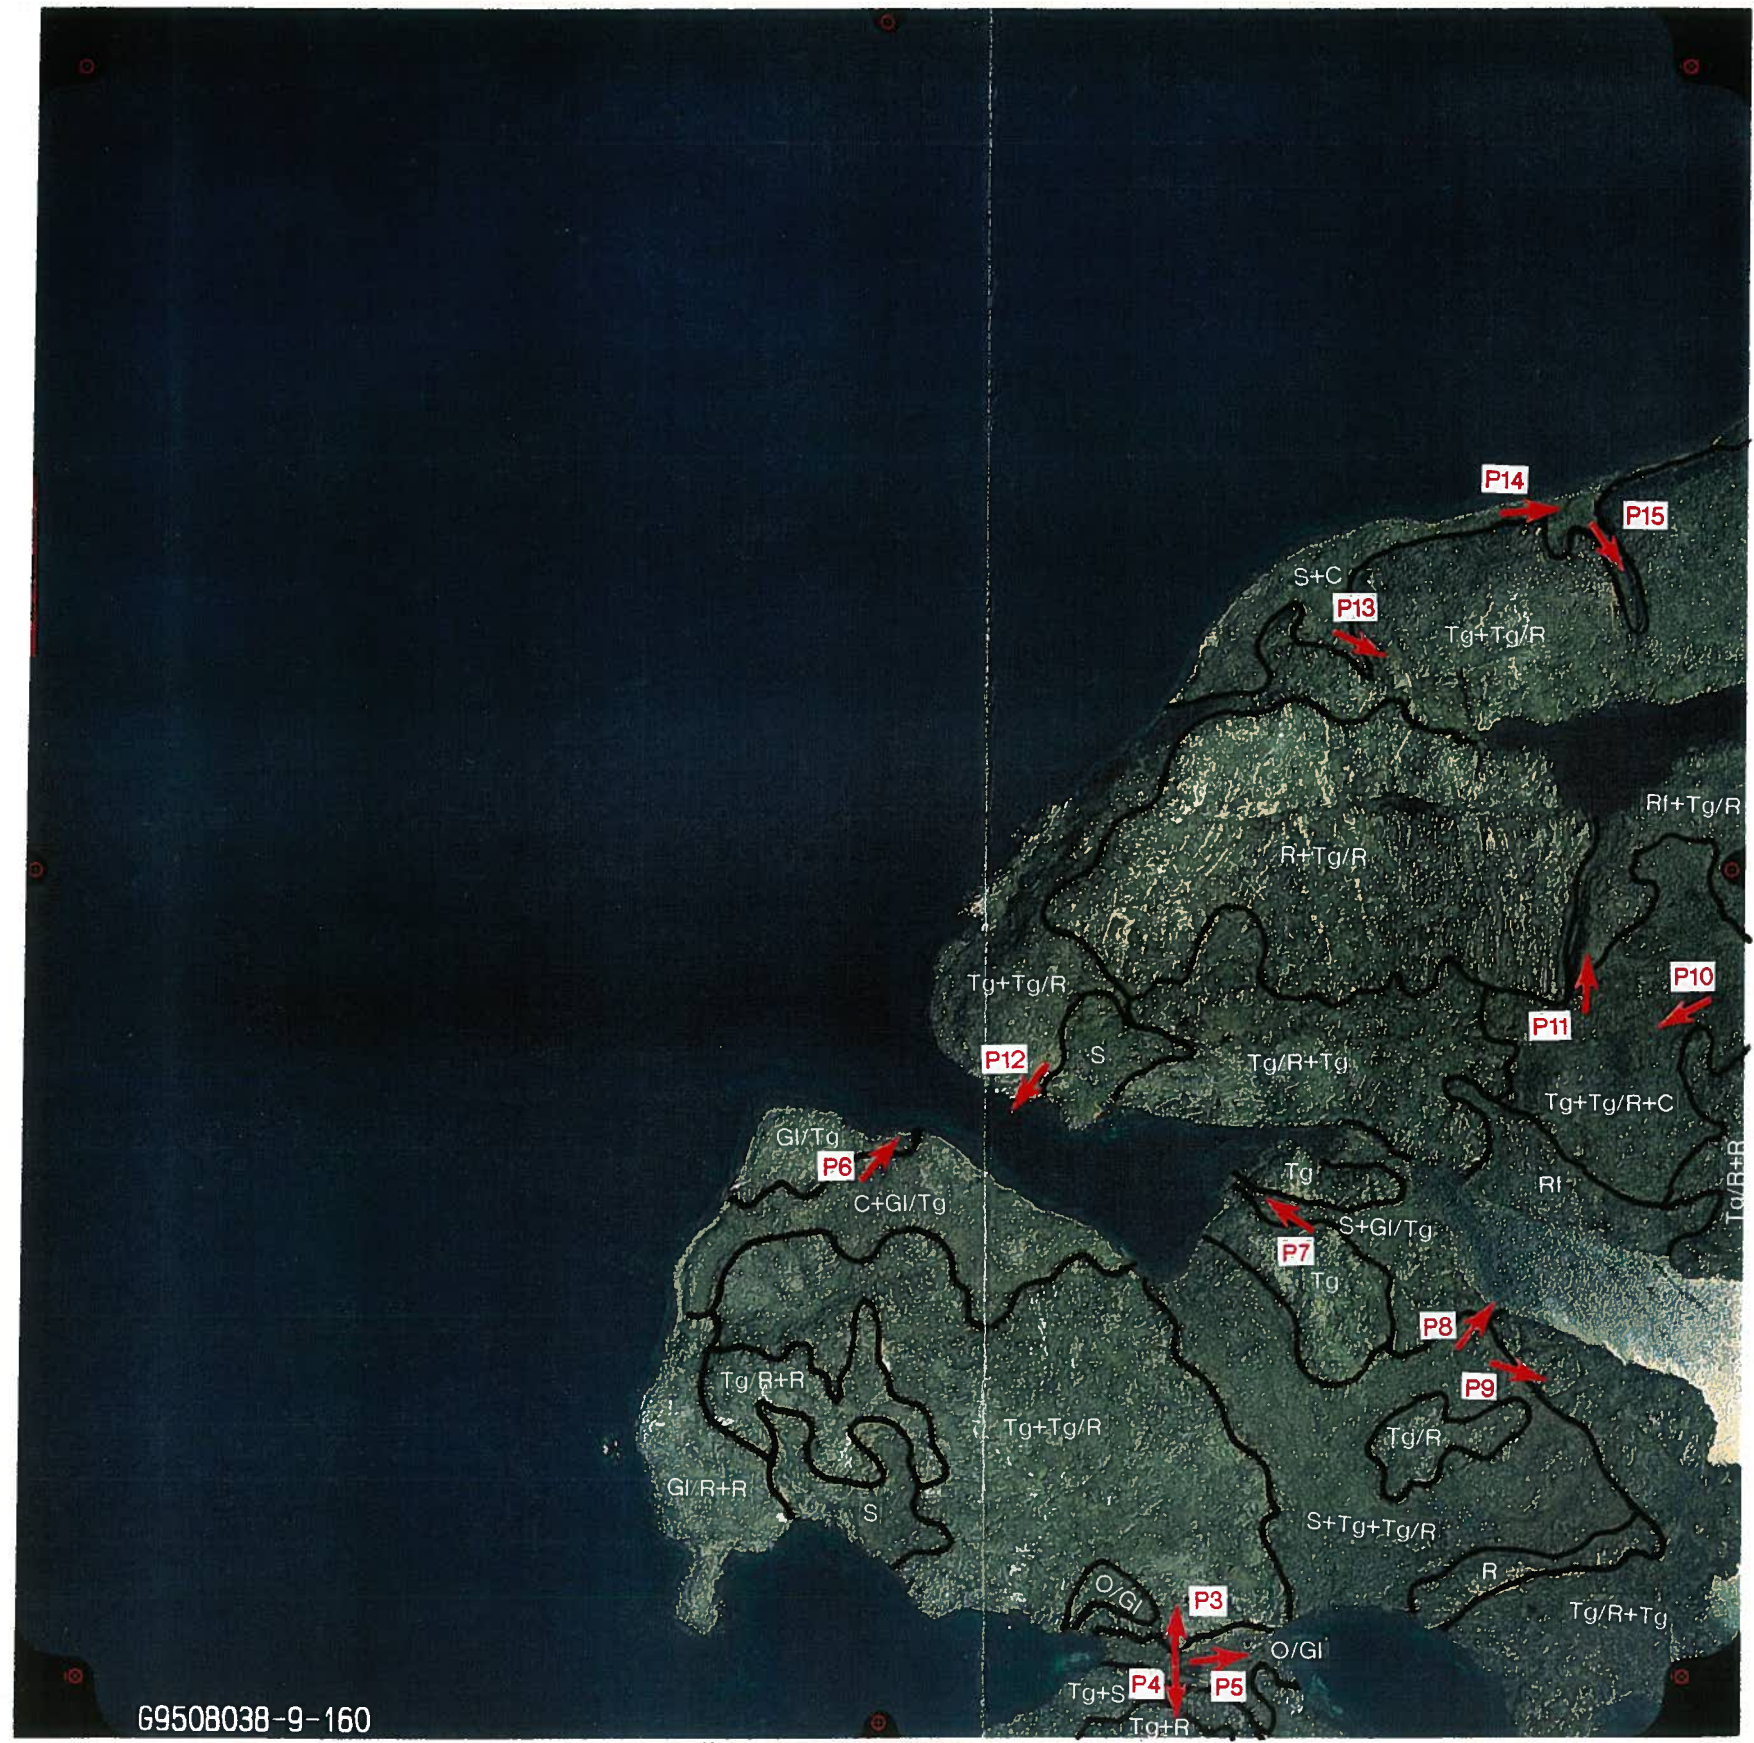 P14
P15
S+C
P13
Tg+Tg/R
Rf+Tg/R
R+Tg/R
P10
Tg+Tg/R
P11
P12
S
Tg/R+Tg
Tg+Tg/R+C
Gl/Tg
P6
Tg
Rf
Tg/R+R
C+Gl/Tg
S+Gl/Tg
P7
Tg
P8
Tg/R+R
P9
Tg+Tg/R
Tg/R
Gl/R+R
S
S+Tg+Tg/R
R
O/Gl
P3
Tg/R+Tg
O/Gl
P4
P5
Tg+S
G9508038-9-160
Tg+R